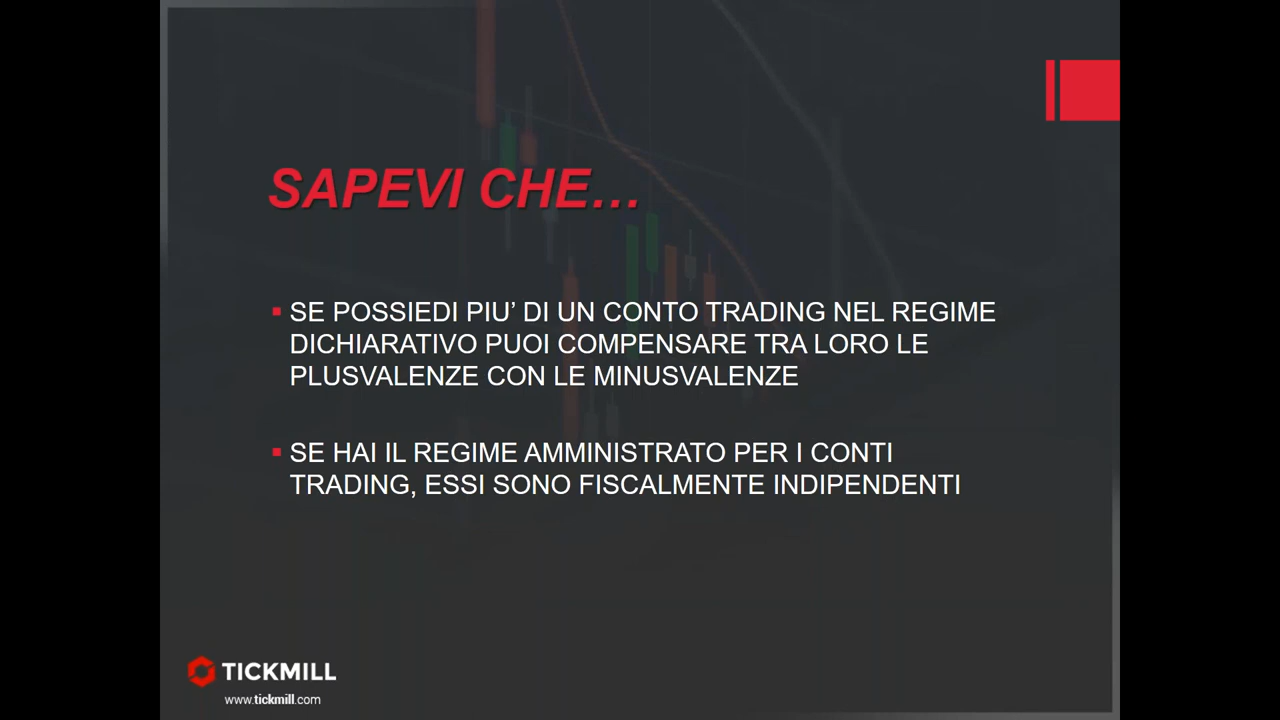 SAPEVI CHE...
SE POSSIEDI PIU' DI UN CONTO TRADING NEL REGIME
DICHIARATIVO PUOI COMPENSARE TRA LORO LE
PLUSVALENZE CON LE MINUSVALENZE
SE HAI IL REGIME AMMINISTRATO PER I CONTI
TRADING, ESSI SONO FISCALMENTE INDIPENDENTI
TICKMILL
www.tickmill.com